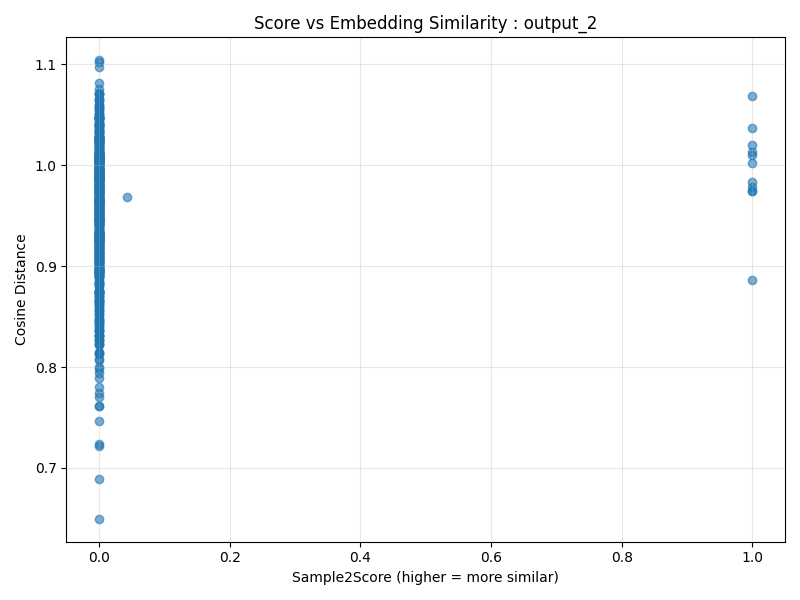 Score vs Embedding Similarity : output_2
Cosine Distance
1.1
1.0
0.9
0.8
0.7
0.0 0.2 0.4 0.6 0.8 1.0
Sample2Score (higher = more similar)